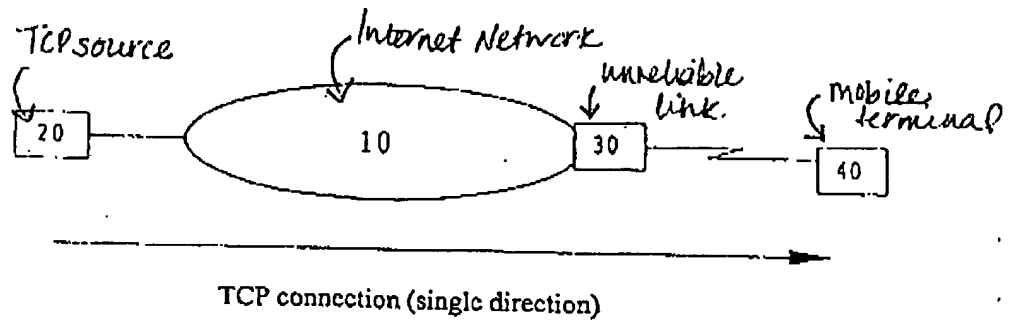 TCP source
Internet Network
unreliable
link.
mobile
terminal
20
10
30
40
TCP connection (single direction)